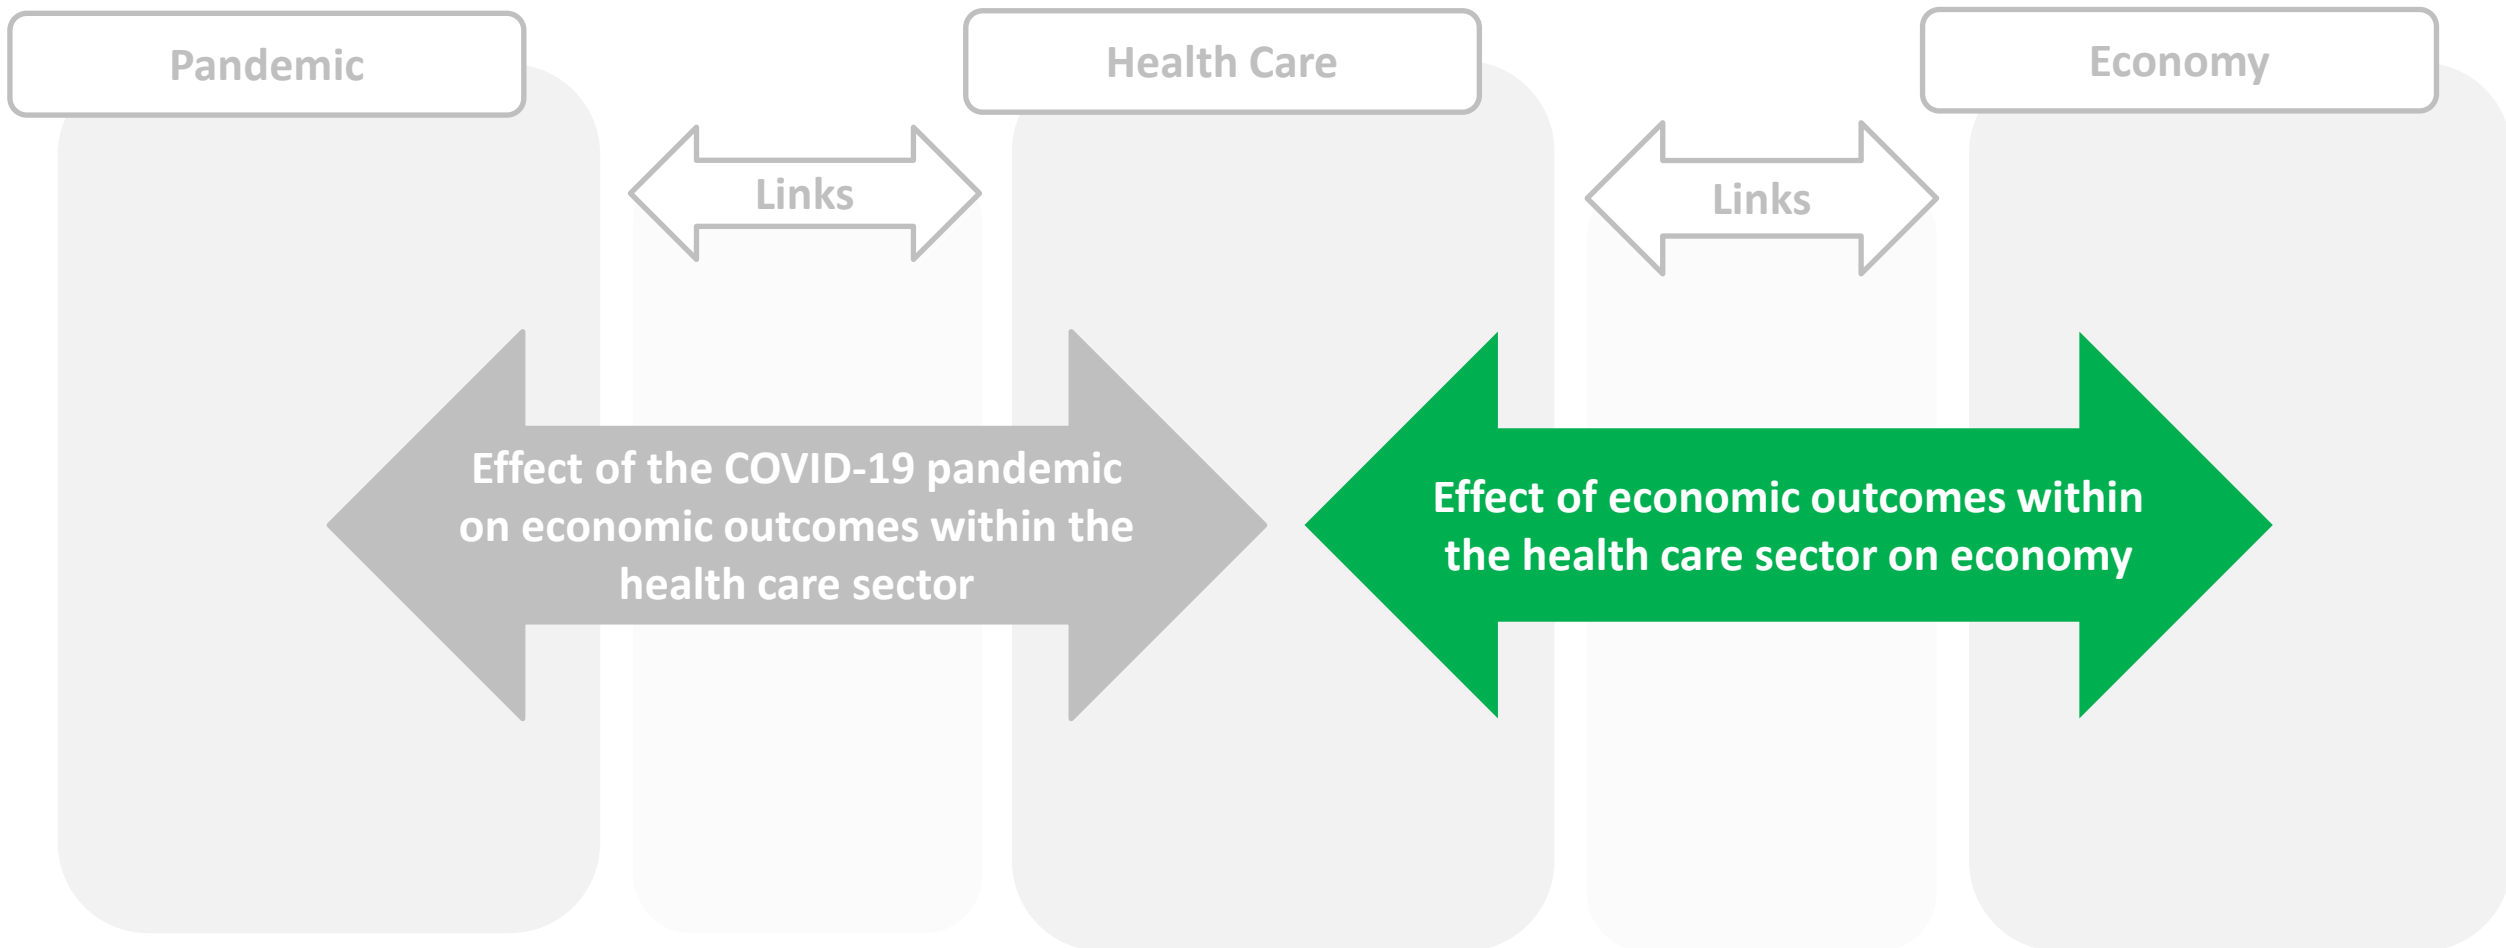 Pandemic
Health Care
Economy
Links
Links
Effect of the COVID-19 pandemic
on economic outcomes within the
health care sector
Effect of economic outcomes within
the health care sector on economy